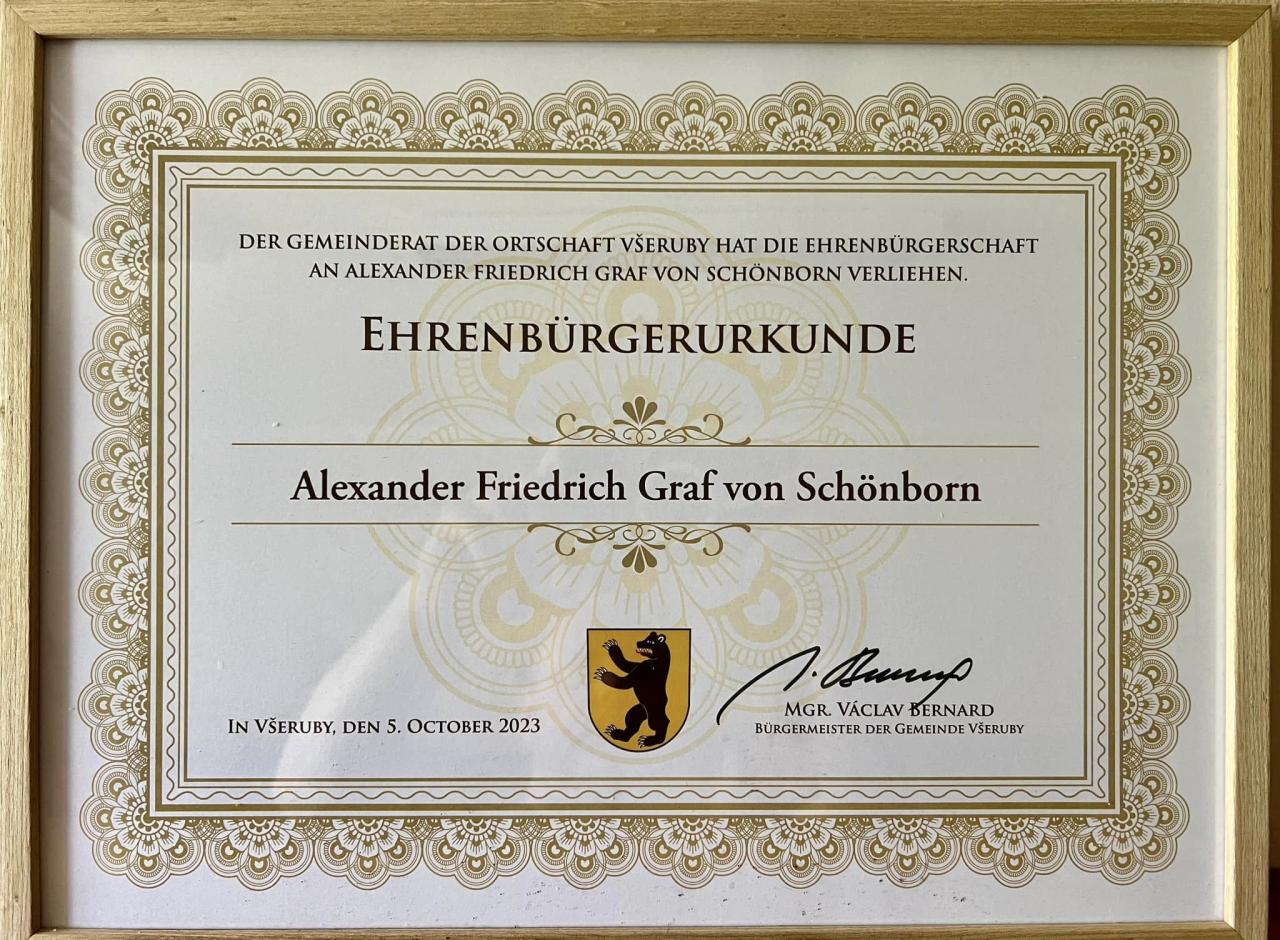 DER GEMEINDERAT DER ORTSCHAFT VŠERUBY HAT DIE EHRENBÜRGERSCHAFT
AN ALEXANDER FRIEDRICH GRAF VON SCHÖNBORN VERLIEHEN.
EHRENBÜRGERURKUNDE
Alexander Friedrich Graf von Schönborn
IN VŠERUBY, DEN 5. OCTOBER 2023
MGR. VÁCLAV BERNARD
BÜRGERMEISTER DER GEMEINDE VŠERUBY